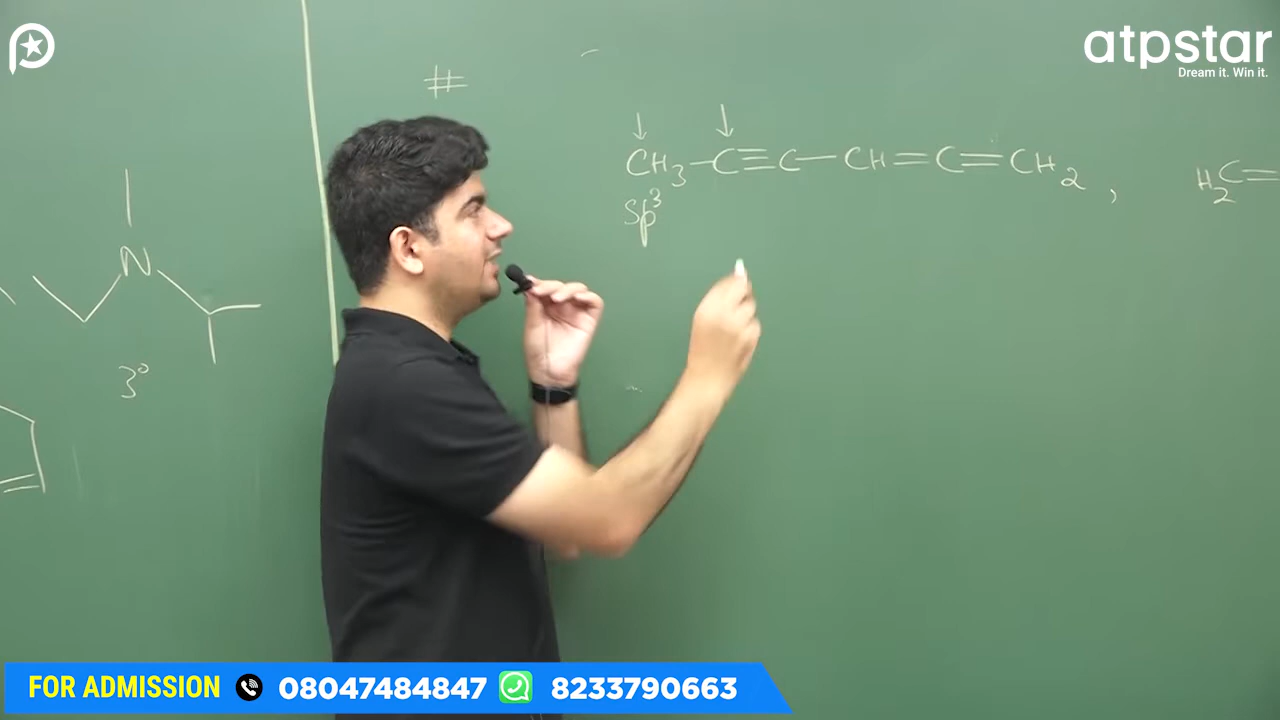 atpstar
Dream it. Win it.
#
↓ ↓
CH₃—C≡C—CH=C=CH₂ , H₂C=
sp³
N
3°
FOR ADMISSION 08047484847 8233790663